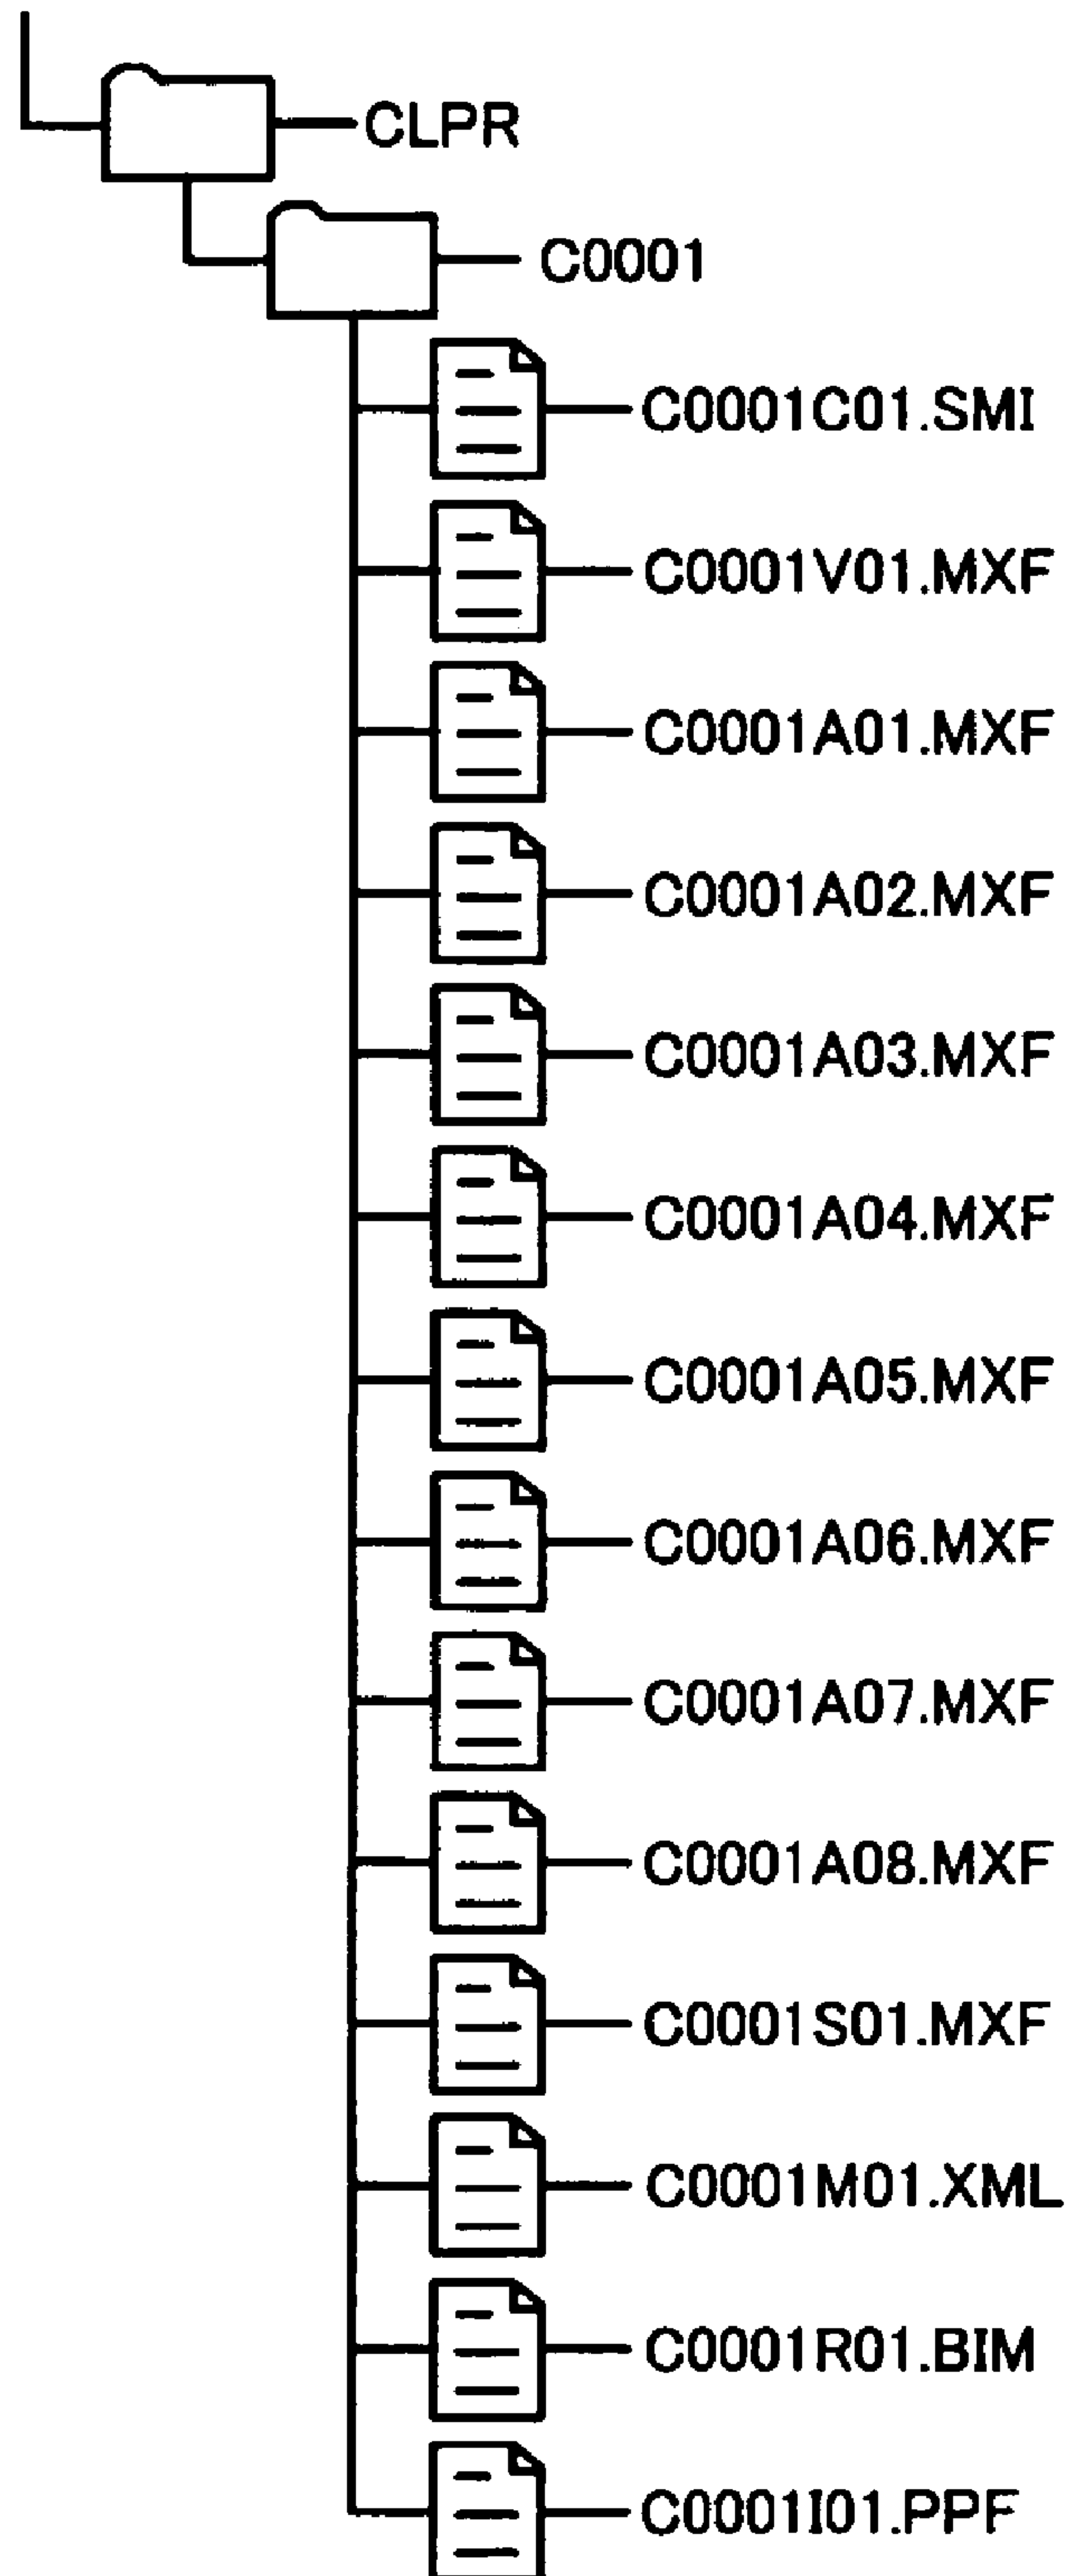 CLPR
C0001
C0001C01.SMI
C0001V01.MXF
C0001A01.MXF
C0001A02.MXF
C0001A03.MXF
C0001A04.MXF
C0001A05.MXF
C0001A06.MXF
C0001A07.MXF
C0001A08.MXF
C0001S01.MXF
C0001M01.XML
C0001R01.BIM
C0001I01.PPF